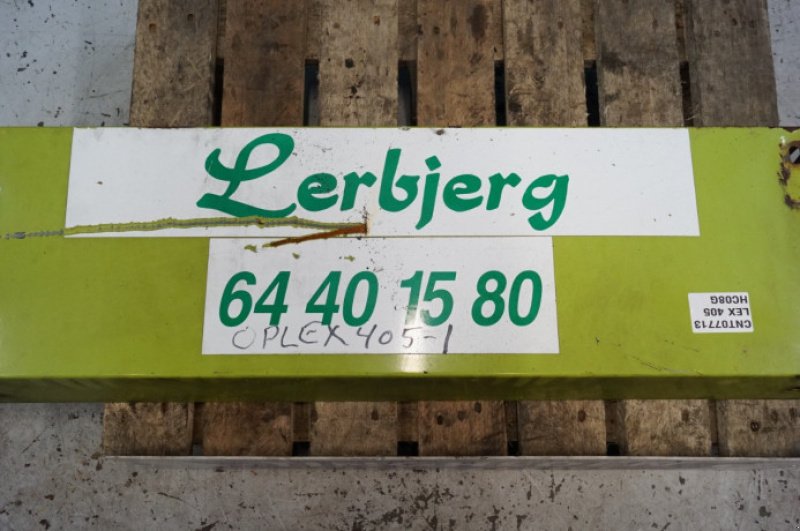 Lerbjerg
64 40 15 80
OPLEX405-1
CNT07713
LEX 405
HC08G